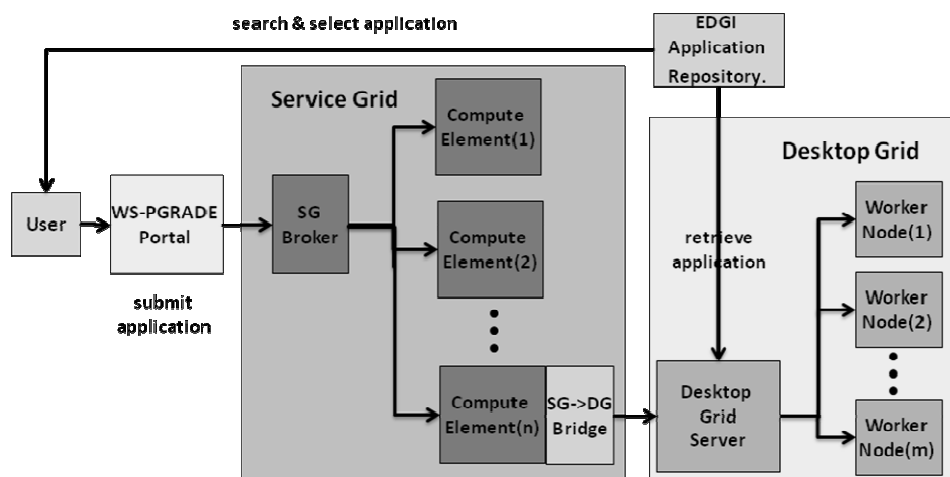 search & select application
EDGI
Application
Repository.
Service Grid
Compute
Element(1)
Desktop Grid
User
WS-PGRADE
Portal
SG
Broker
Compute
Element(2)
retrieve
application
Worker
Node(1)
submit
application
Worker
Node(2)
Compute
Element(n)
SG->DG
Bridge
Desktop
Grid
Server
Worker
Node(m)